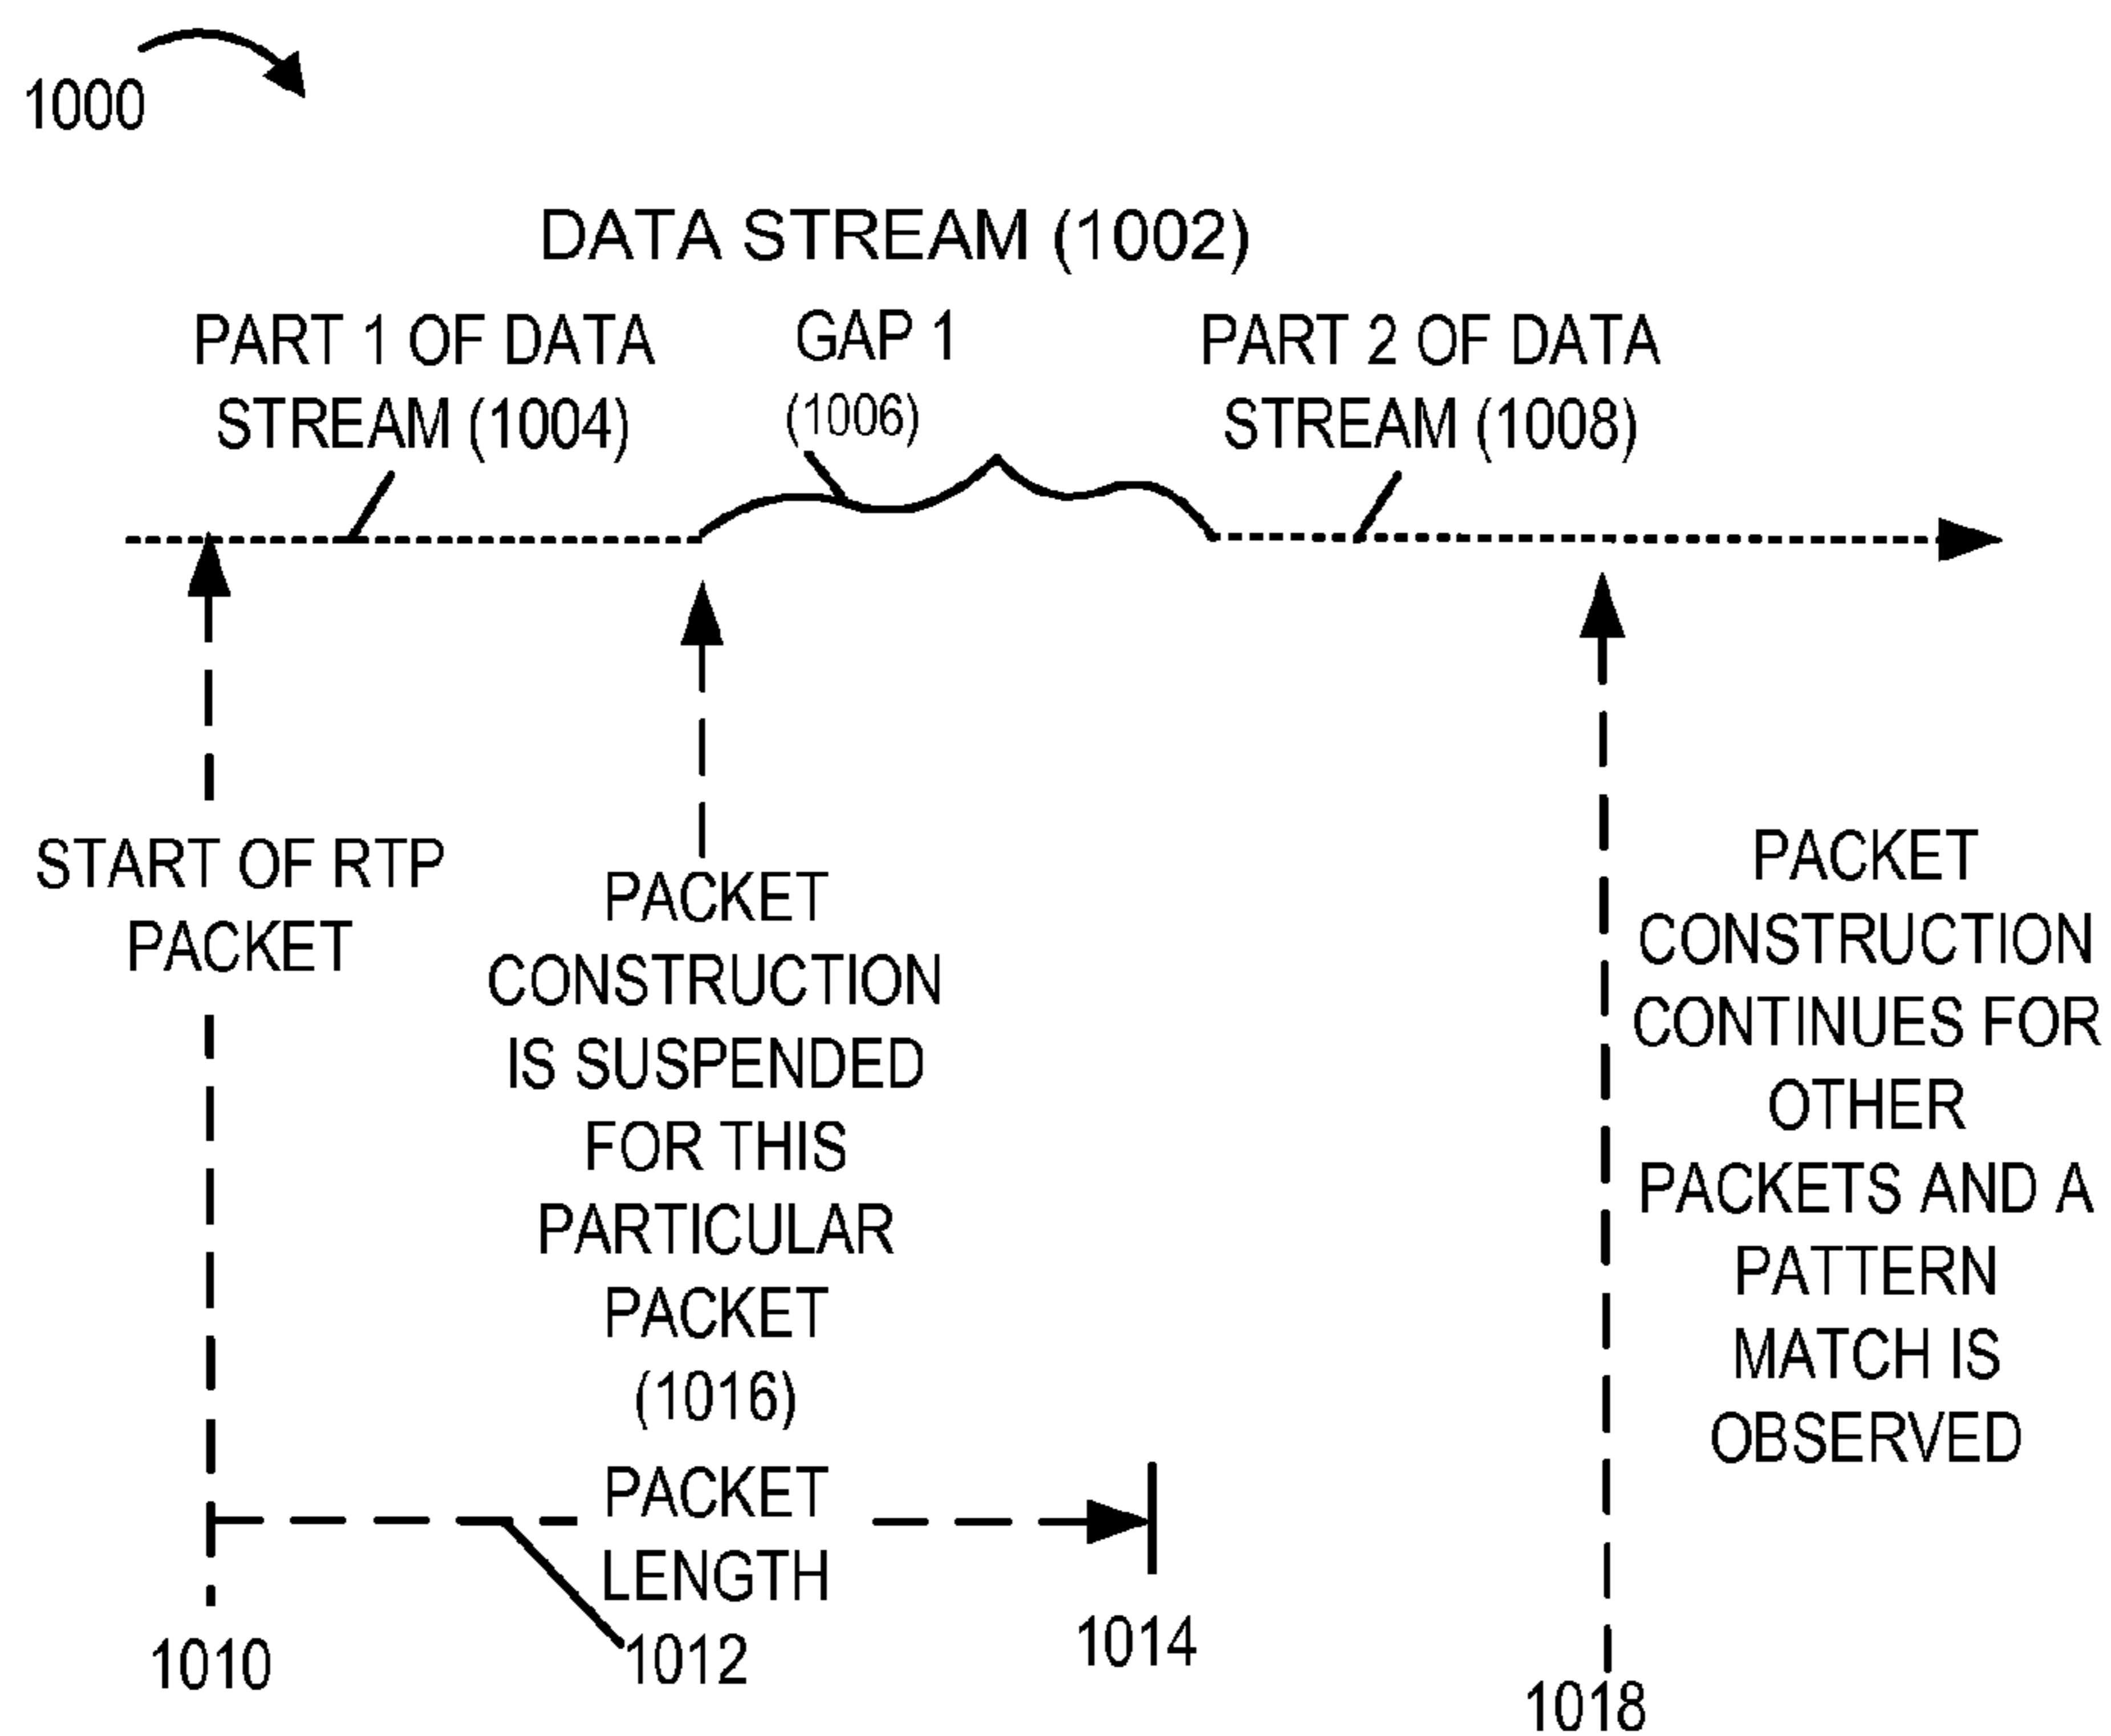 1000
DATA STREAM (1002)
PART 1 OF DATA
STREAM (1004)
GAP 1
(1006)
PART 2 OF DATA
STREAM (1008)
START OF RTP
PACKET
PACKET
CONSTRUCTION
IS SUSPENDED
FOR THIS
PARTICULAR
PACKET
(1016)
PACKET
CONSTRUCTION
CONTINUES FOR
OTHER
PACKETS AND A
PATTERN
MATCH IS
OBSERVED
PACKET
LENGTH
1010
1012
1014
1018